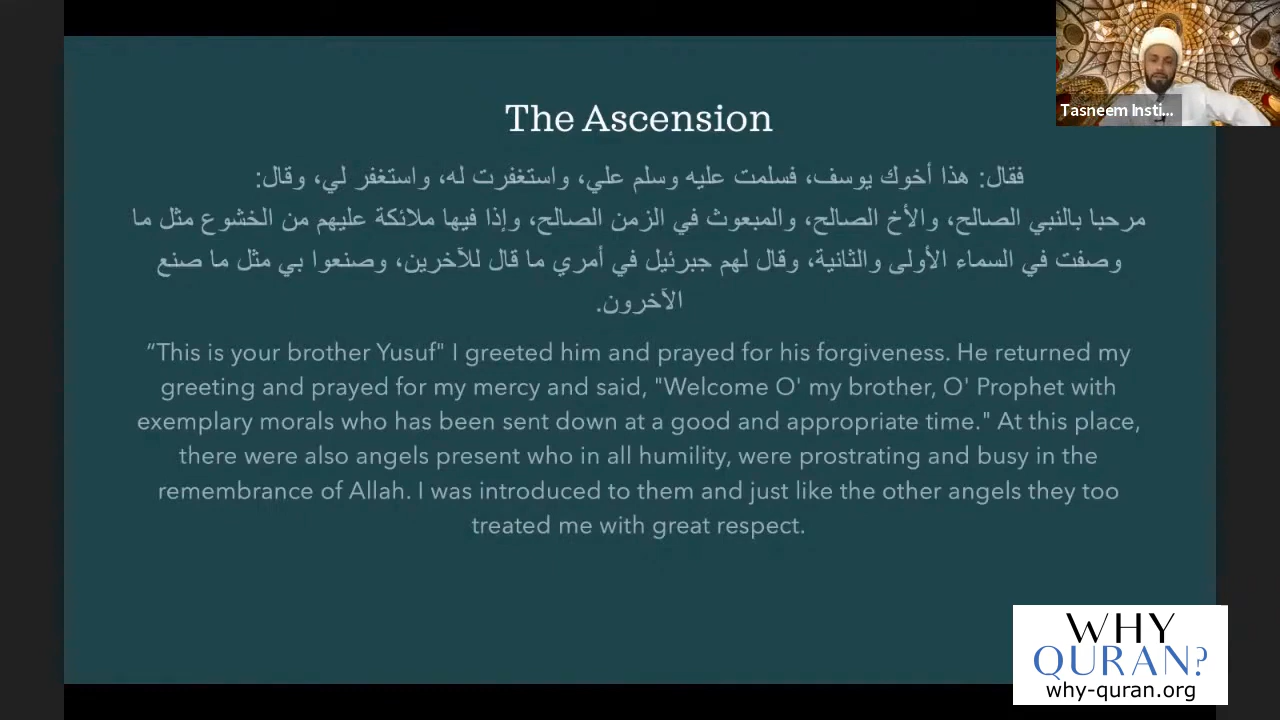 Tasneem Insti...
The Ascension
فقال: هذا أخوك يوسف، فسلمت عليه وسلم علي، واستغفرت له، واستغفر لي، وقال:
مرحبا بالنبي الصالح، والأخ الصالح، والمبعوث في الزمن الصالح، وإذا فيها ملائكة عليهم من الخشوع مثل ما
وصفت في السماء الأولى والثانية، وقال لهم جبرئيل في أمري ما قال للآخرين، وصنعوا بي مثل ما صنع
الآخرون.
“This is your brother Yusuf" I greeted him and prayed for his forgiveness. He returned my
greeting and prayed for my mercy and said, "Welcome O' my brother, O' Prophet with
exemplary morals who has been sent down at a good and appropriate time." At this place,
there were also angels present who in all humility, were prostrating and busy in the
remembrance of Allah. I was introduced to them and just like the other angels they too
treated me with great respect.
WHY
QURAN?
why-quran.org